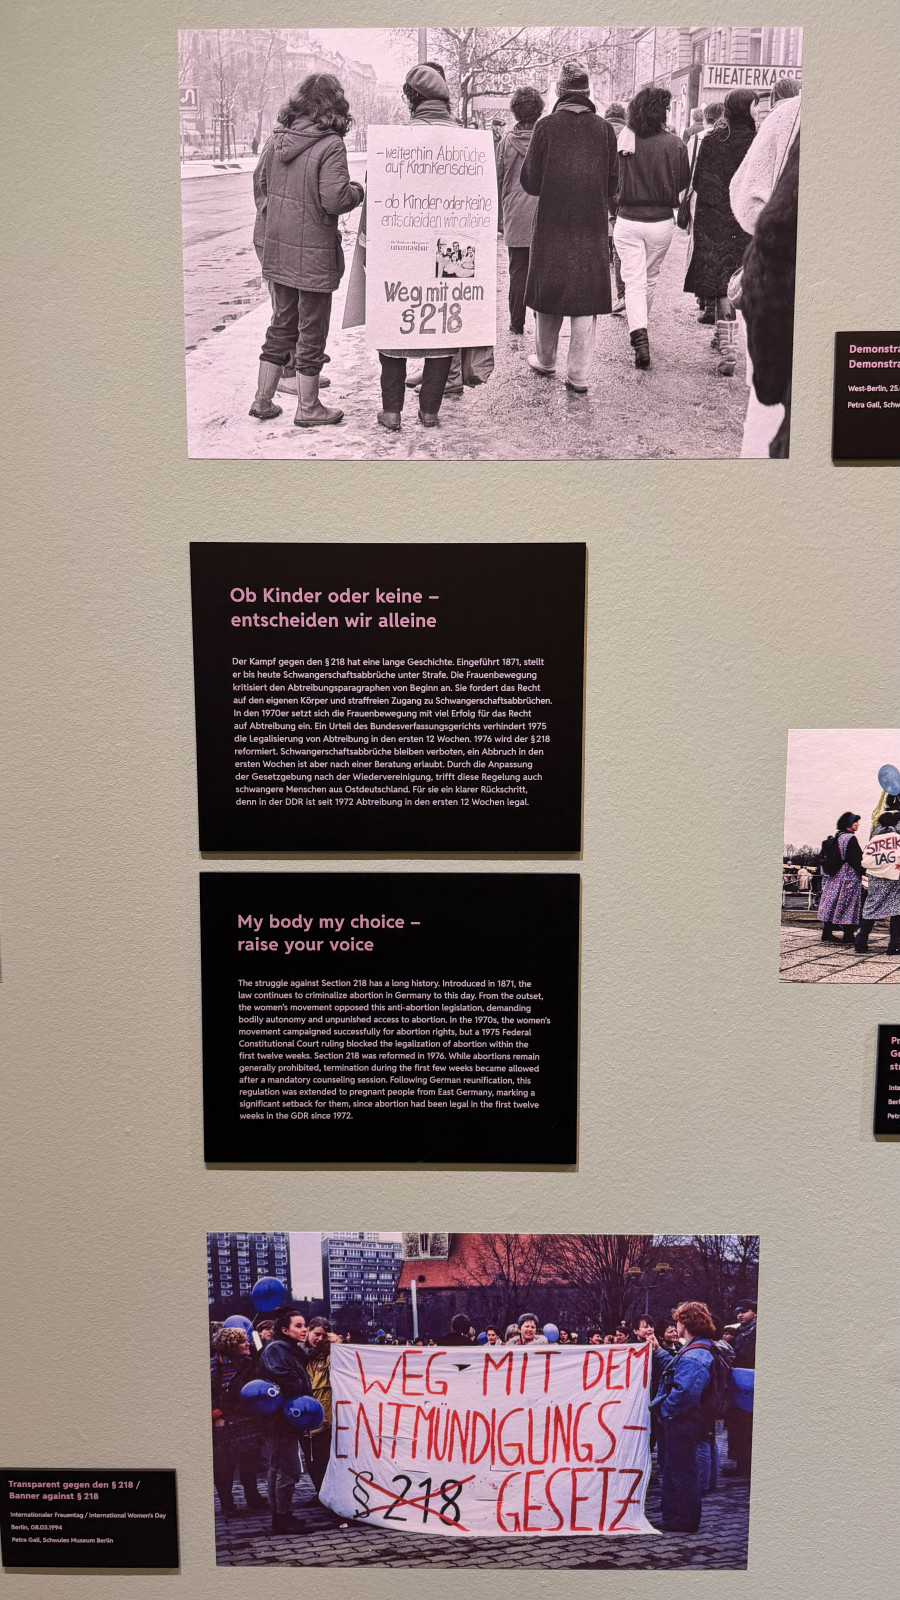 THEATERKASSE
– weiterhin Abbrüche
auf Krankenschein
– ob Kinder oder keine
entscheiden wir alleine
unantastbar
Weg mit dem
§ 218
Demonstra
Demonstra
West-Berlin, 25.
Petra Gall, Schw
Ob Kinder oder keine –
entscheiden wir alleine
Der Kampf gegen den § 218 hat eine lange Geschichte. Eingeführt 1871, stellt
er bis heute Schwangerschaftsabbrüche unter Strafe. Die Frauenbewegung
kritisiert den Abtreibungsparagraphen von Beginn an. Sie fordert das Recht
auf den eigenen Körper und straffreien Zugang zu Schwangerschaftsabbrüchen.
In den 1970er setzt sich die Frauenbewegung mit viel Erfolg für das Recht
auf Abtreibung ein. Ein Urteil des Bundesverfassungsgerichts verhindert 1975
die Legalisierung von Abtreibung in den ersten 12 Wochen. 1976 wird der § 218
reformiert. Schwangerschaftsabbrüche bleiben verboten, ein Abbruch in den
ersten Wochen ist aber nach einer Beratung erlaubt. Durch die Anpassung
der Gesetzgebung nach der Wiedervereinigung, trifft diese Regelung auch
schwangere Menschen aus Ostdeutschland. Für sie ein klarer Rückschritt,
denn in der DDR ist seit 1972 Abtreibung in den ersten 12 Wochen legal.
STREIK
TAG
My body my choice –
raise your voice
The struggle against Section 218 has a long history. Introduced in 1871, the
law continues to criminalize abortion in Germany to this day. From the outset,
the women's movement opposed this anti-abortion legislation, demanding
bodily autonomy and unpunished access to abortion. In the 1970s, the women's
movement campaigned successfully for abortion rights, but a 1975 Federal
Constitutional Court ruling blocked the legalization of abortion within the
first twelve weeks. Section 218 was reformed in 1976. While abortions remain
generally prohibited, termination during the first few weeks became allowed
after a mandatory counseling session. Following German reunification, this
regulation was extended to pregnant people from East Germany, marking a
significant setback for them, since abortion had been legal in the first twelve
weeks in the GDR since 1972.
Pr
Gr
str
Inte
Berl
Petr
WEG MIT DEM
ENTMÜNDIGUNGS-
§ 218 GESETZ
Transparent gegen den § 218 /
Banner against § 218
Internationaler Frauentag / International Women's Day
Berlin, 08.03.1994
Petra Gall, Schwules Museum Berlin